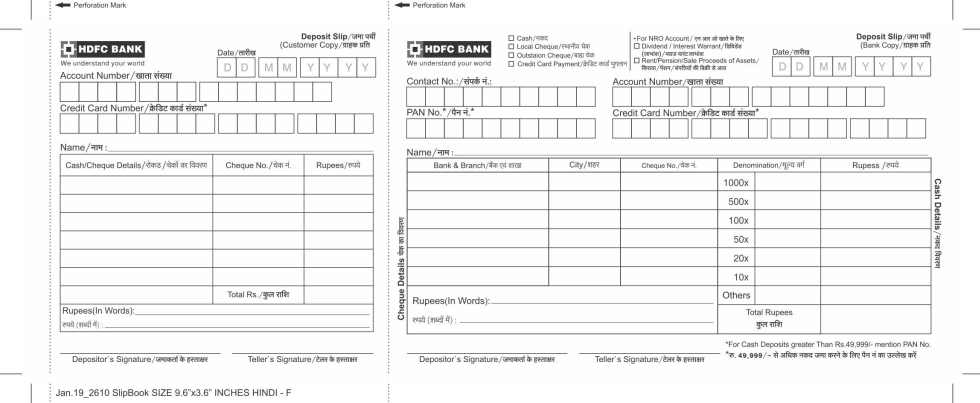 Perforation Mark
Perforation Mark
HDFC BANK
We understand your world
Deposit Slip/जमा पर्ची
(Customer Copy/ग्राहक प्रति
Date/तारीख
D D M M Y Y Y Y
Account Number/खाता संख्या
Credit Card Number/क्रेडिट कार्ड संख्या*
Name/नाम :
Cash/Cheque Details/रोकड /चेकों का विवरण Cheque No./चेक नं. Rupees/रुपये
Total Rs./कुल राशि
Rupees(In Words):
रुपये (शब्दों में) :
Depositor`s Signature/जमाकर्ता के हस्ताक्षर Teller`s Signature/टेलर के हस्ताक्षर
HDFC BANK
We understand your world
Cash/नकद
Local Cheque/स्थानीय चेक
Outstaion Cheque/बाह्य चेक
Credit Card Payment/क्रेडिट कार्ड भुगतान
•For NRO Account/ एन आर ओ खाते के लिए
Dividend / Interest Warrant/डिविडेंड
(लाभांश)/ब्याज वारंट लाभांश
Rent/Pension/Sale Proceeds of Assets/
किराया/पेंशन/संपत्तियों की बिक्री से आय
Deposit Slip/जमा पर्ची
(Bank Copy/ग्राहक प्रति
Date/तारीख
D D M M Y Y Y Y
Contact No.:/संपर्क नं.: Account Number/खाता संख्या
PAN No.*/पैन नं.* Credit Card Number/क्रेडिट कार्ड संख्या*
Name/नाम :
Bank & Branch/बैंक एवं शाखा City/शहर Cheque No./चेक नं. Denomination/मूल्य वर्ग Rupess /रुपये
1000x
500x
100x
50x
20x
10x
Others
Total Rupees
कुल राशि
Cheque Details चेक का विवरण
Cash Details/नकद विवरण
Rupees(In Words):
रुपये (शब्दों में) :
*For Cash Deposits greater Than Rs.49,999/- mention PAN No.
*रु. 49,999/- से अधिक नकद जमा करने के लिए पैन नं का उल्लेख करें
Depositor`s Signature/जमाकर्ता के हस्ताक्षर Teller`s Signature/टेलर के हस्ताक्षर
Jan.19_2610 SlipBook SIZE 9.6"x3.6" INCHES HINDI - F